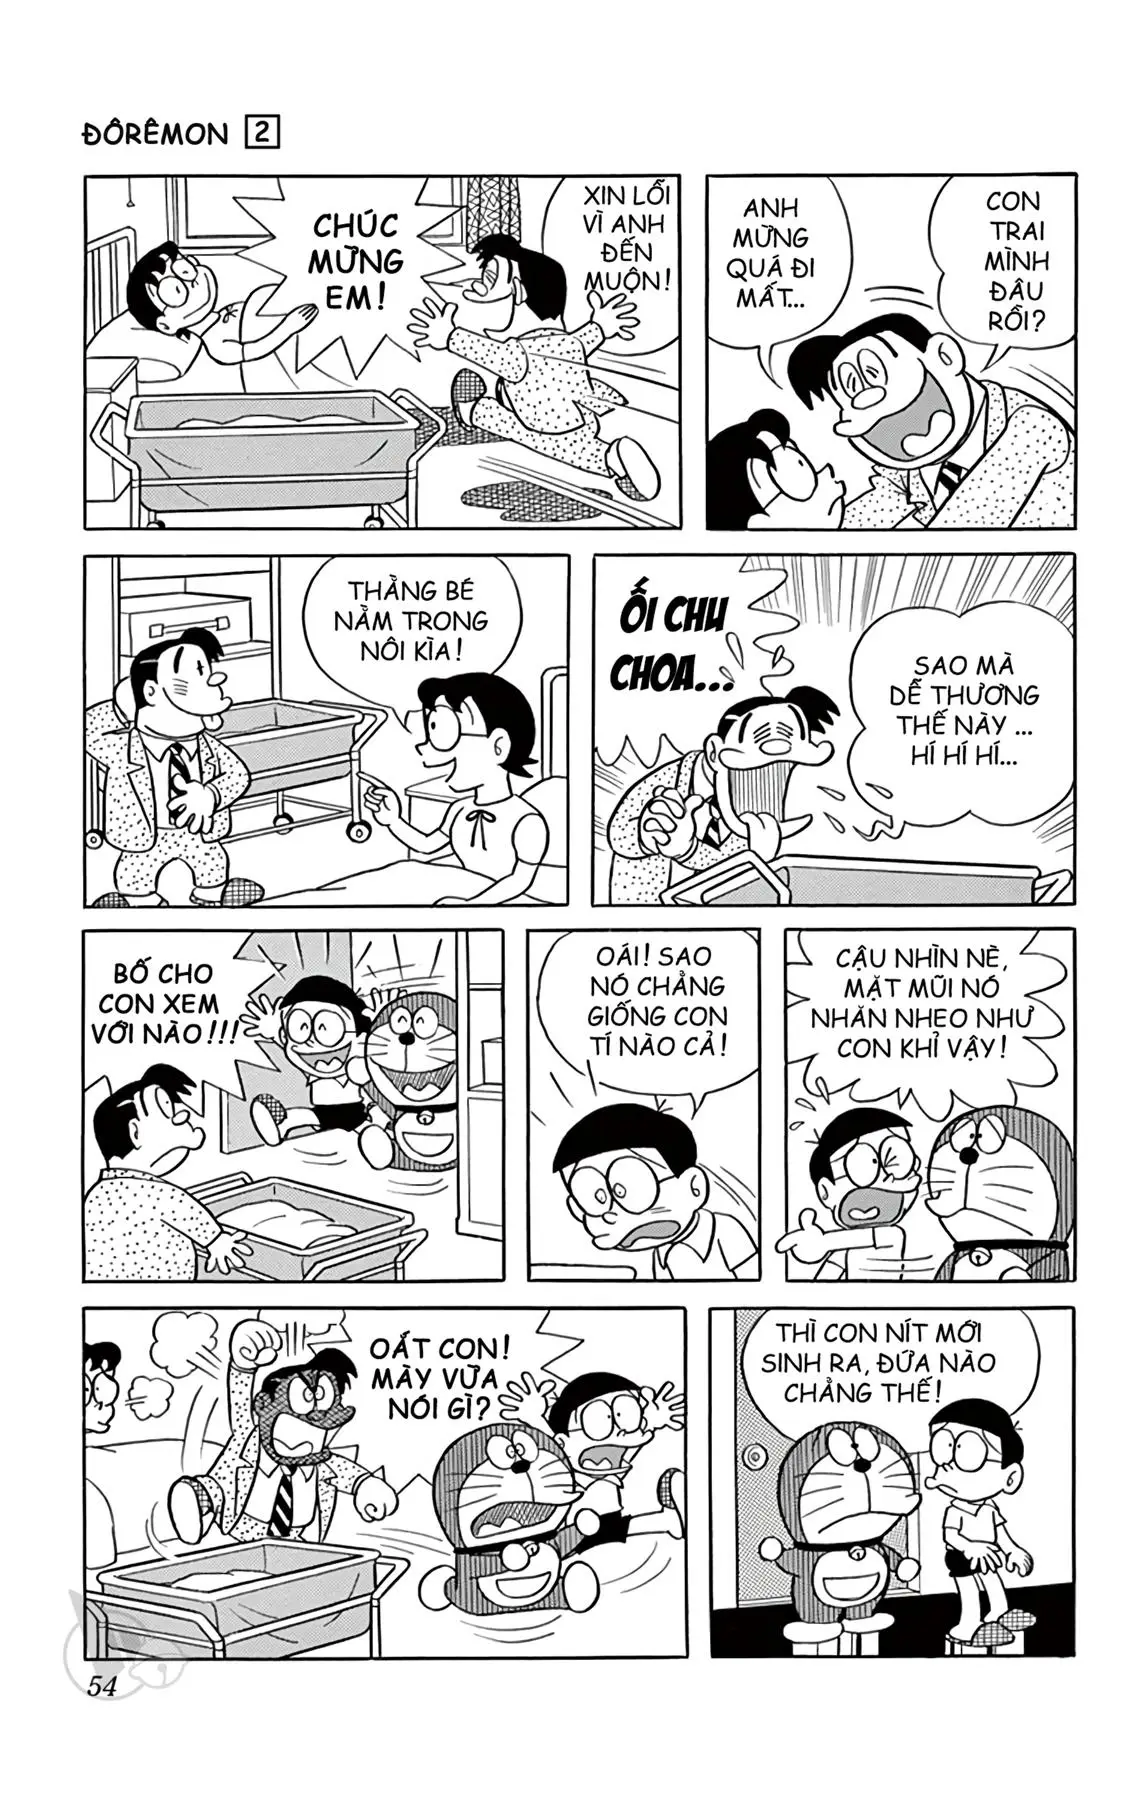 ĐÔRÊMON 2
CHÚC
MỪNG
EM!
XIN LỖI
VÌ ANH
ĐẾN
MUỘN!
ANH
MỪNG
QUÁ ĐI
MẤT...
CON
TRAI
MÌNH
ĐÂU
RỒI?
THẰNG BÉ
NẰM TRONG
NÔI KÌA!
ỐI CHU
CHOA...
SAO MÀ
DỄ THƯƠNG
THẾ NÀY ...
HÍ HÍ HÍ...
BỐ CHO
CON XEM
VỚI NÀO!!!
OÁI! SAO
NÓ CHẲNG
GIỐNG CON
TÍ NÀO CẢ!
CẬU NHÌN NÈ,
MẶT MŨI NÓ
NHĂN NHEO NHƯ
CON KHỈ VẬY!
OẮT CON!
MÀY VỪA
NÓI GÌ?
THÌ CON NÍT MỚI
SINH RA, ĐỨA NÀO
CHẲNG THẾ!
54